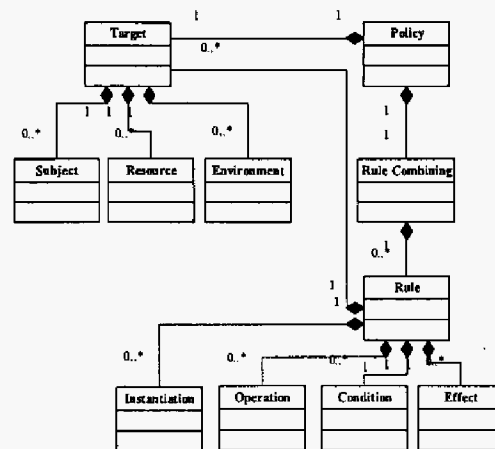 1 1
Target Policy
0..*
1 1 1 1
0..* 0..* 0..* 1
Subject Resource Environment Rule Combining
1
0..*
1
1 Rule
0..* 0..* 0..* 1 1 1
Instantiation Operation Condition Effect